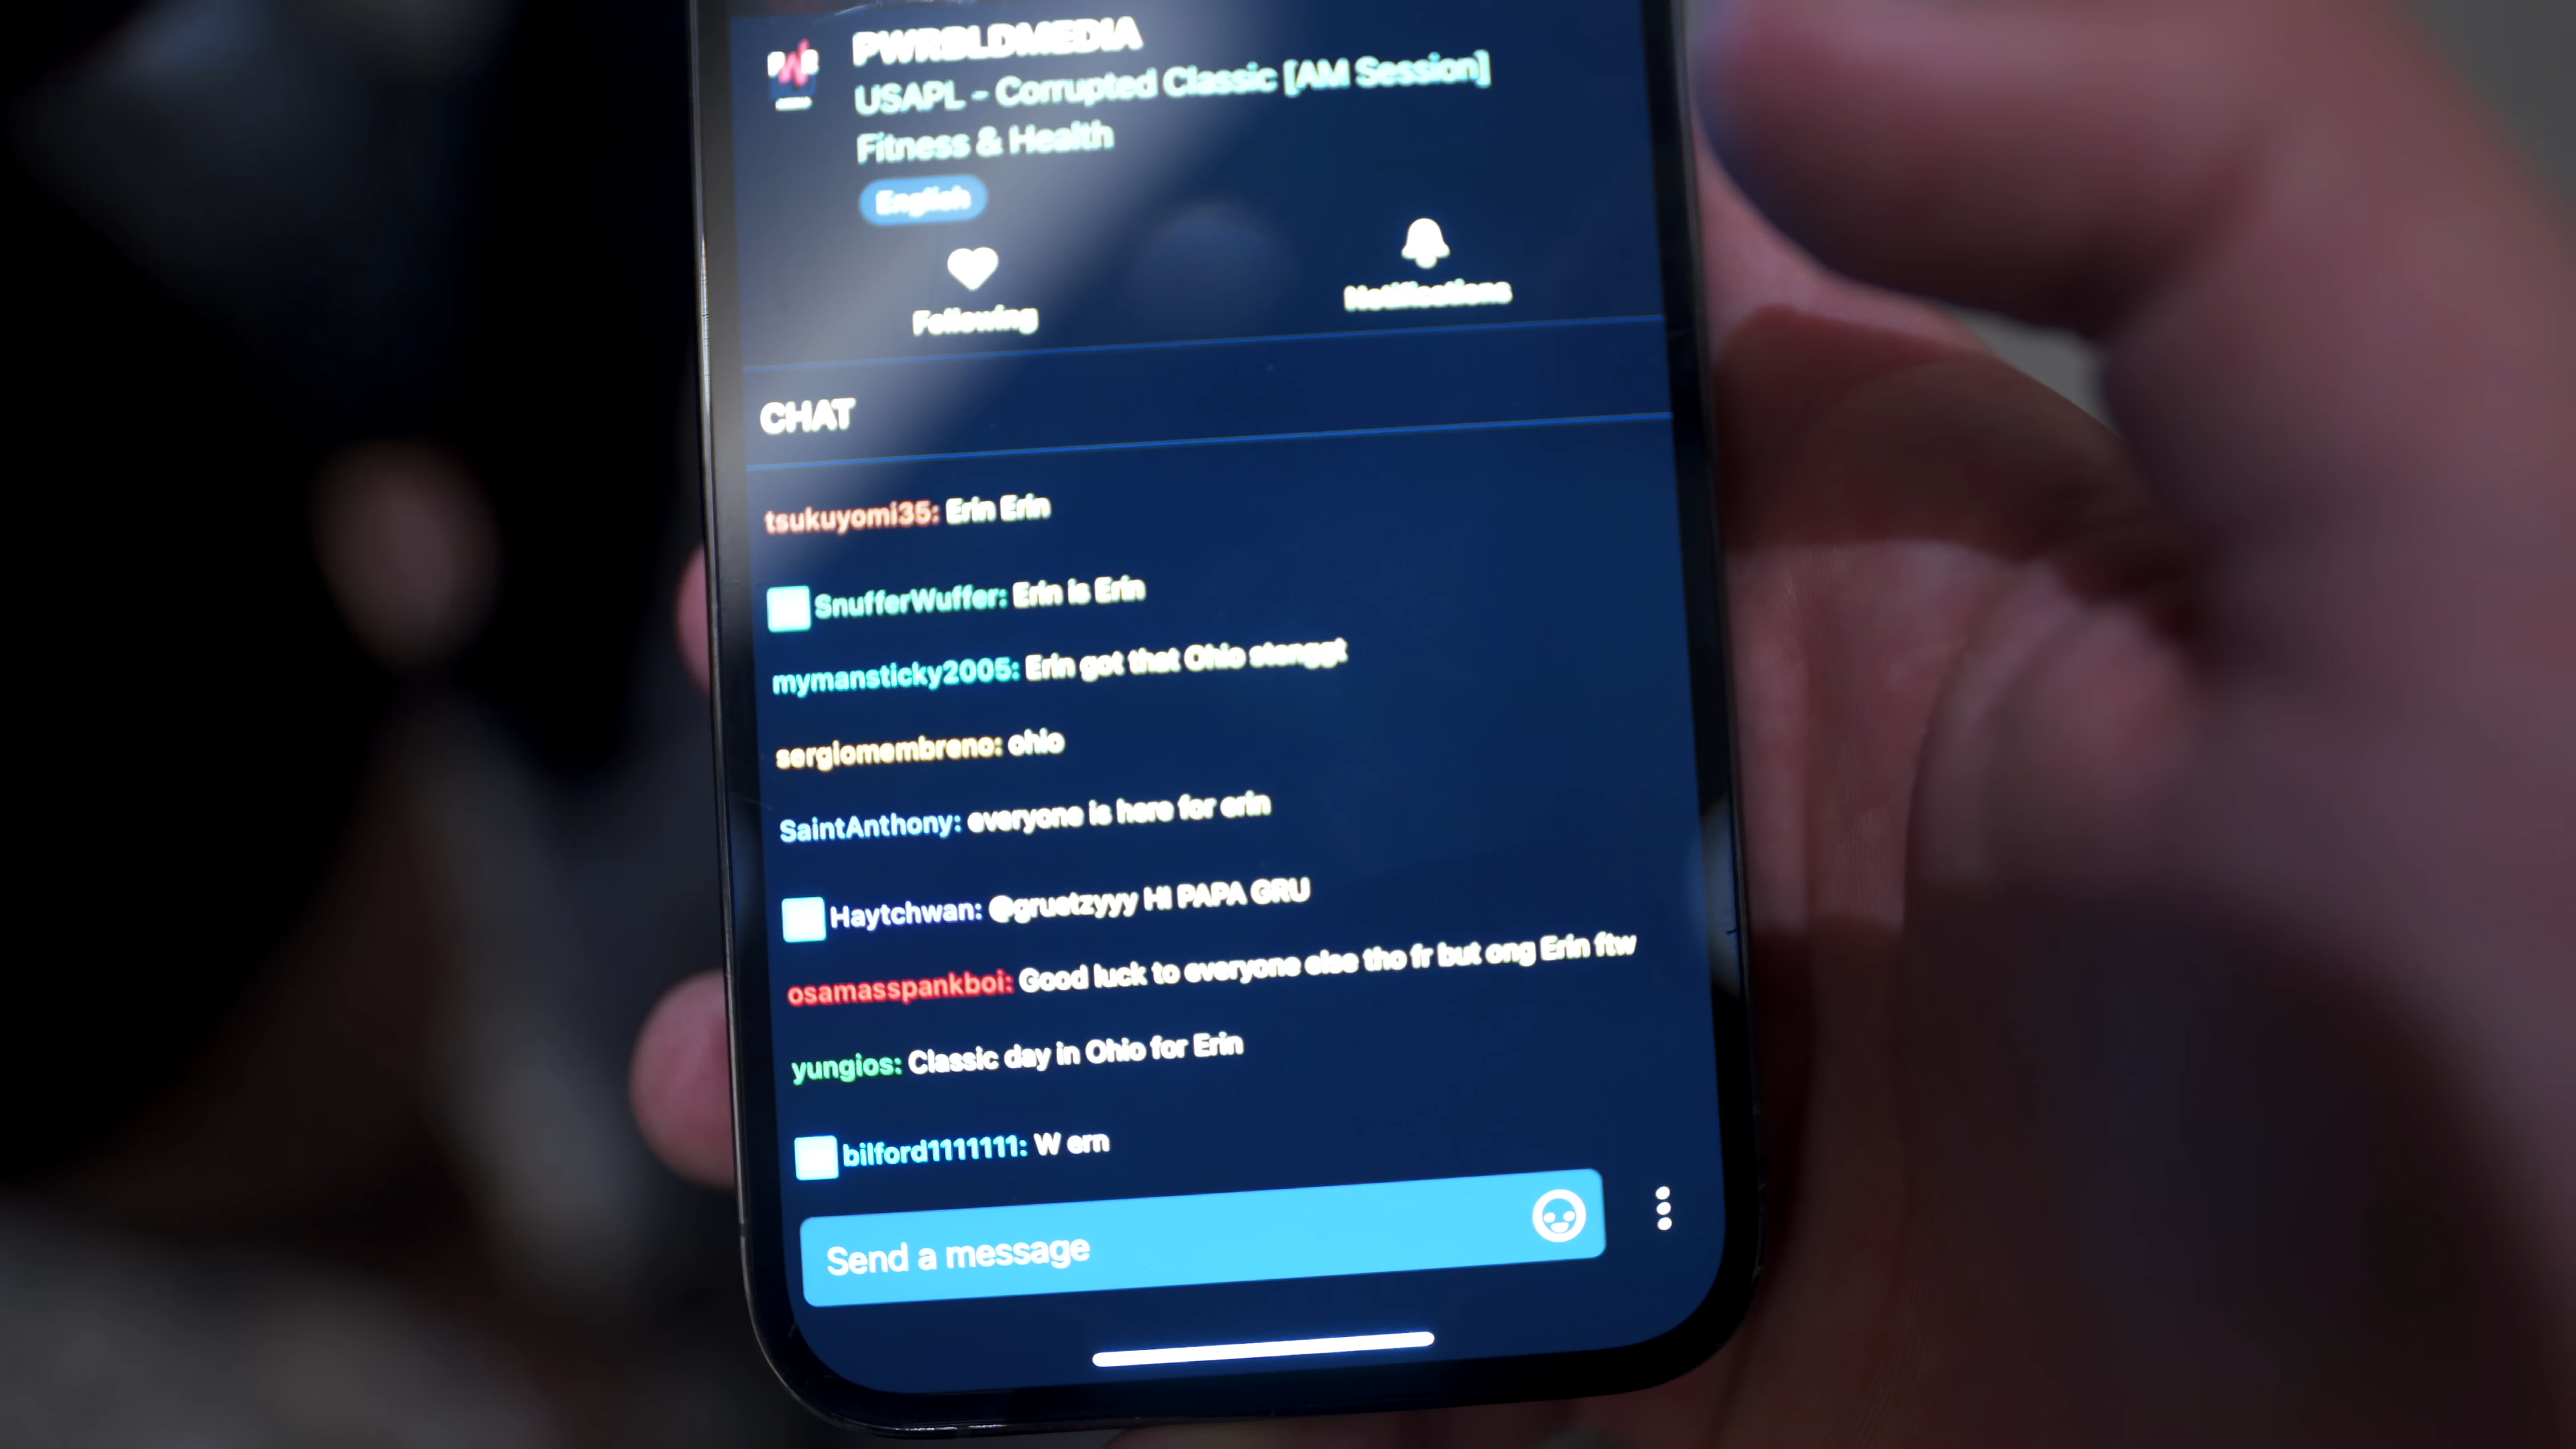 PWRBLDMEDIA
USAPL - Corrupted Classic [AM Session]
Fitness & Health
English
Following
Notifications
CHAT
tsukuyomi35: Erin Erin
SnufferWuffer: Erin is Erin
mymansticky2005: Erin got that Ohio stenggt
sergiomembreno: ohio
SaintAnthony: everyone is here for erin
Haytchwan: @gruetzyyy HI PAPA GRU
osamasspankboi: Good luck to everyone else tho fr but ong Erin ftw
yungios: Classic day in Ohio for Erin
bilford1111111: W ern
Send a message